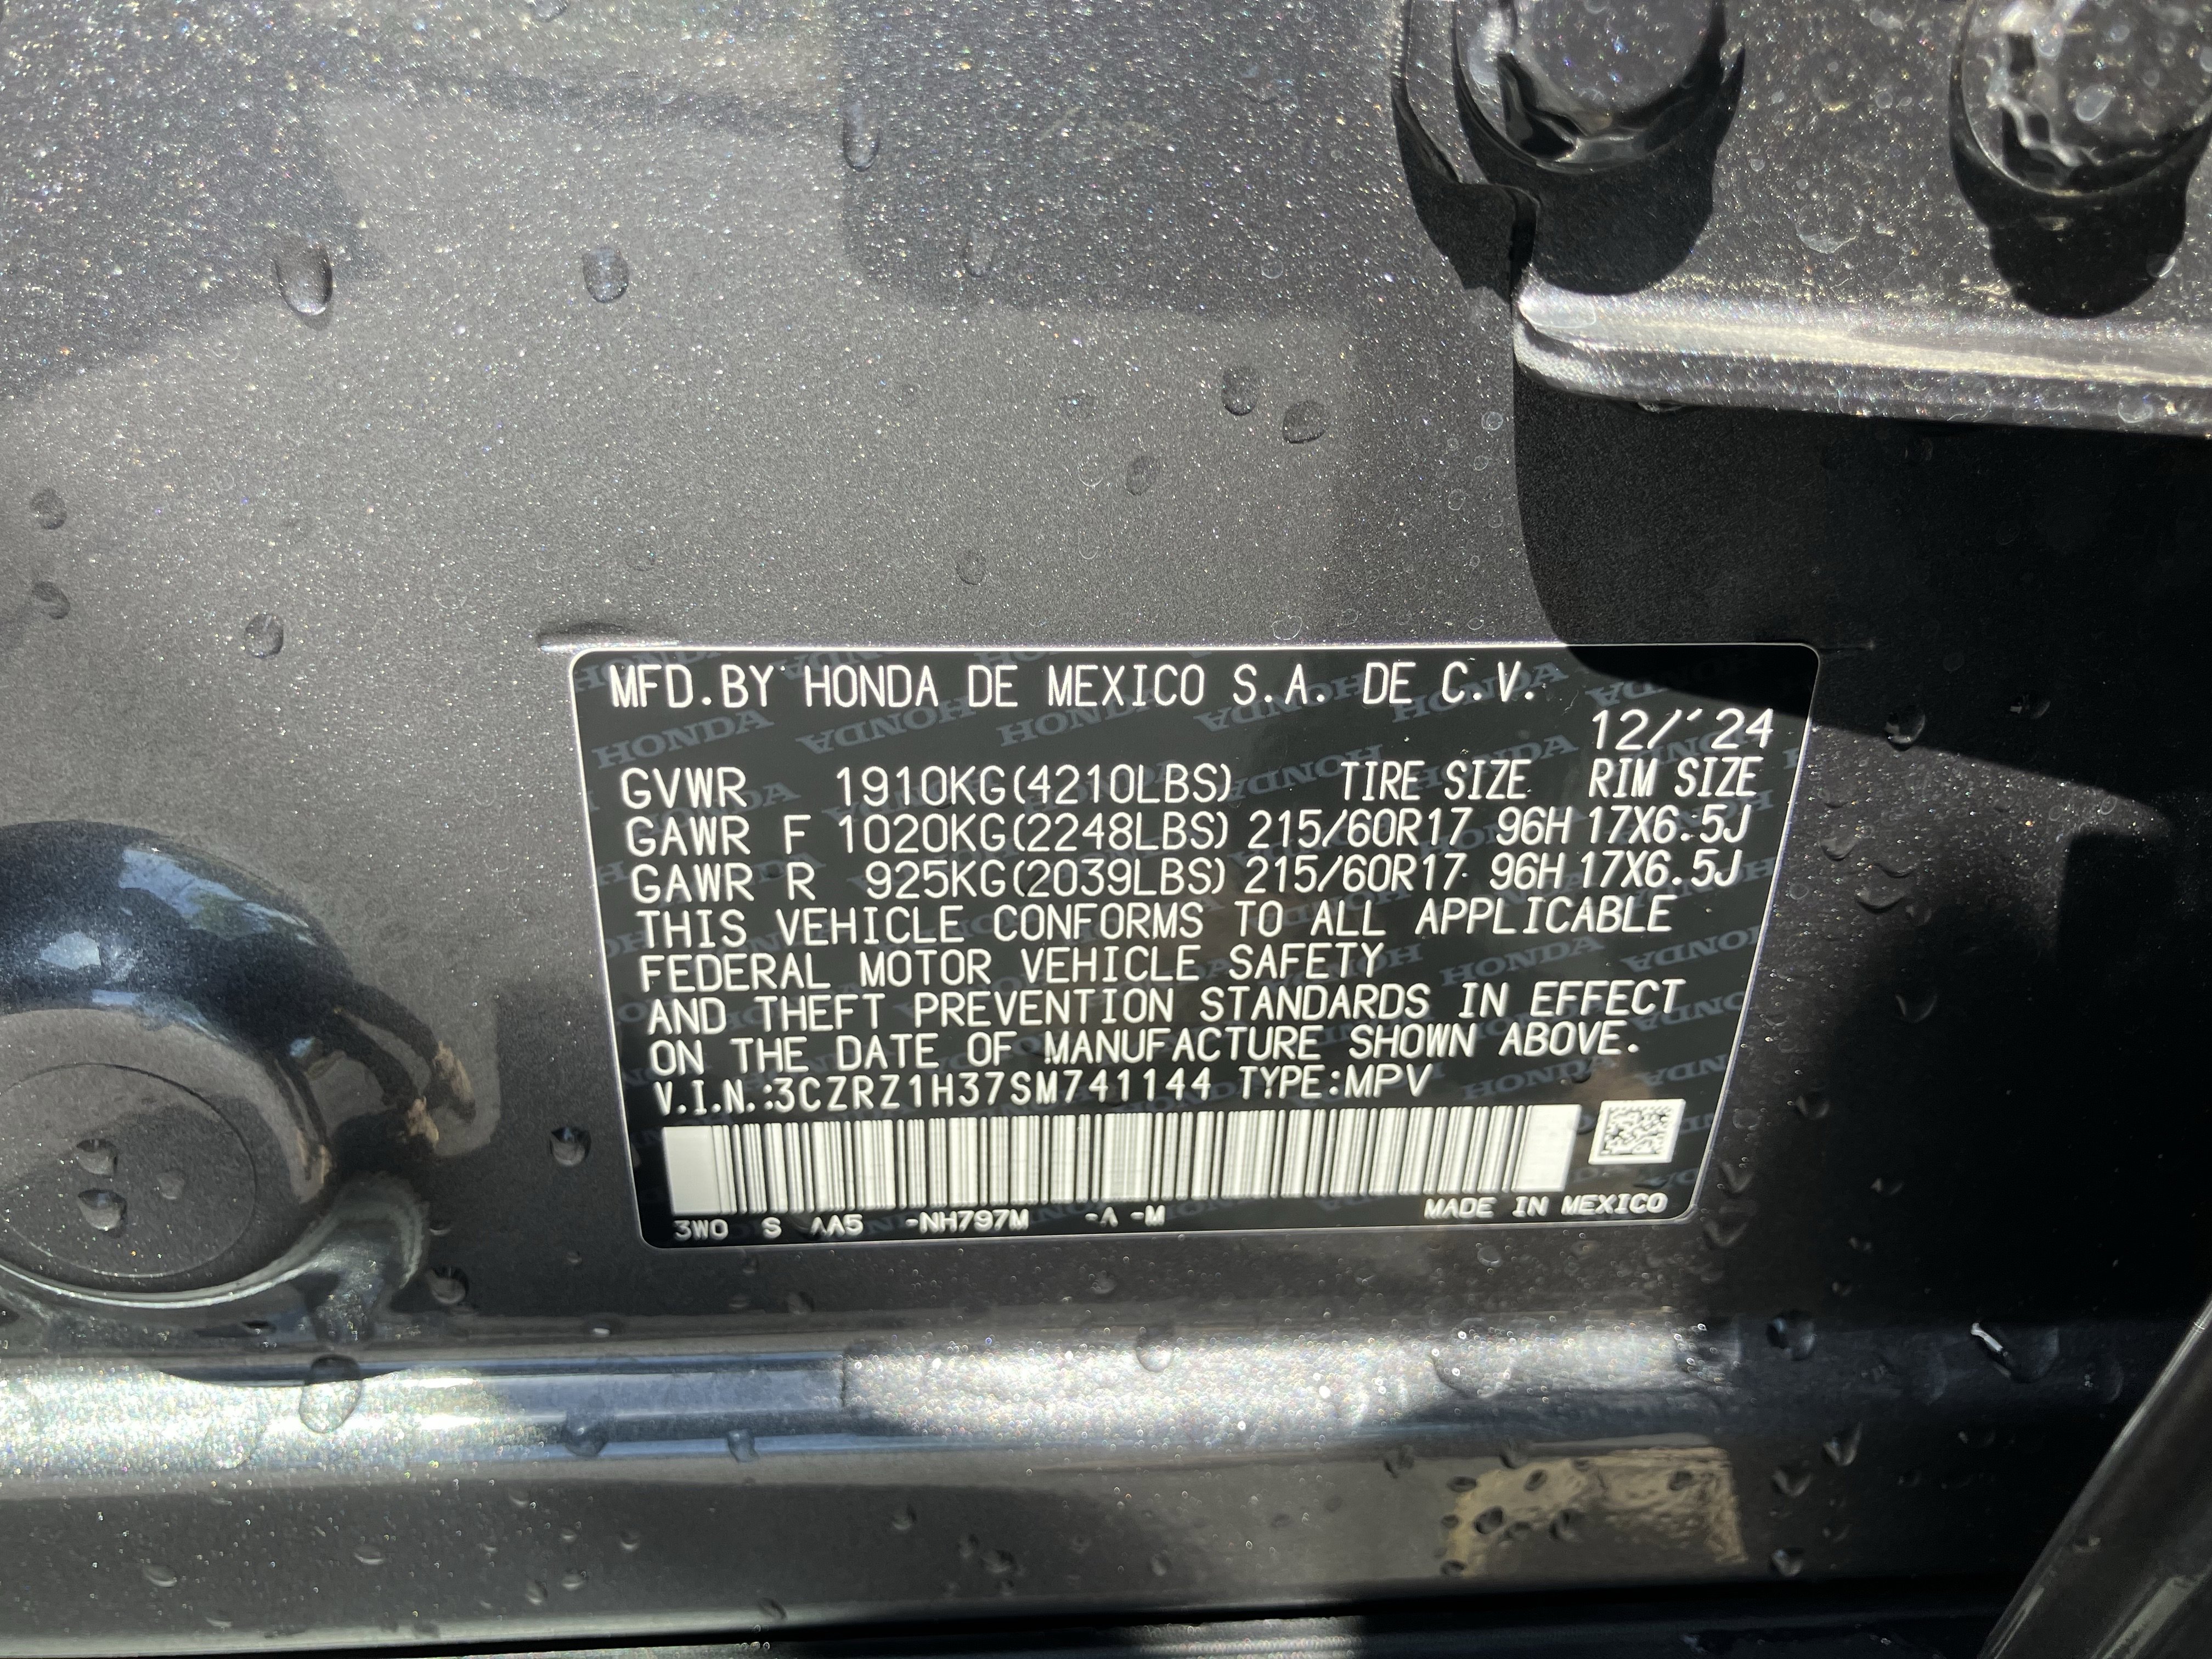 MFD.BY HONDA DE MEXICO S.A. DE C.V.
12/'24
GVWR 1910KG(4210LBS) TIRE SIZE RIM SIZE
GAWR F 1020KG(2248LBS) 215/60R17 96H 17X6.5J
GAWR R 925KG(2039LBS) 215/60R17 96H 17X6.5J
THIS VEHICLE CONFORMS TO ALL APPLICABLE
FEDERAL MOTOR VEHICLE SAFETY
AND THEFT PREVENTION STANDARDS IN EFFECT
ON THE DATE OF MANUFACTURE SHOWN ABOVE.
V.I.N.:3CZRZ1H37SM741144 TYPE:MPV
3W0 S AA5 -NH797M -A -M MADE IN MEXICO